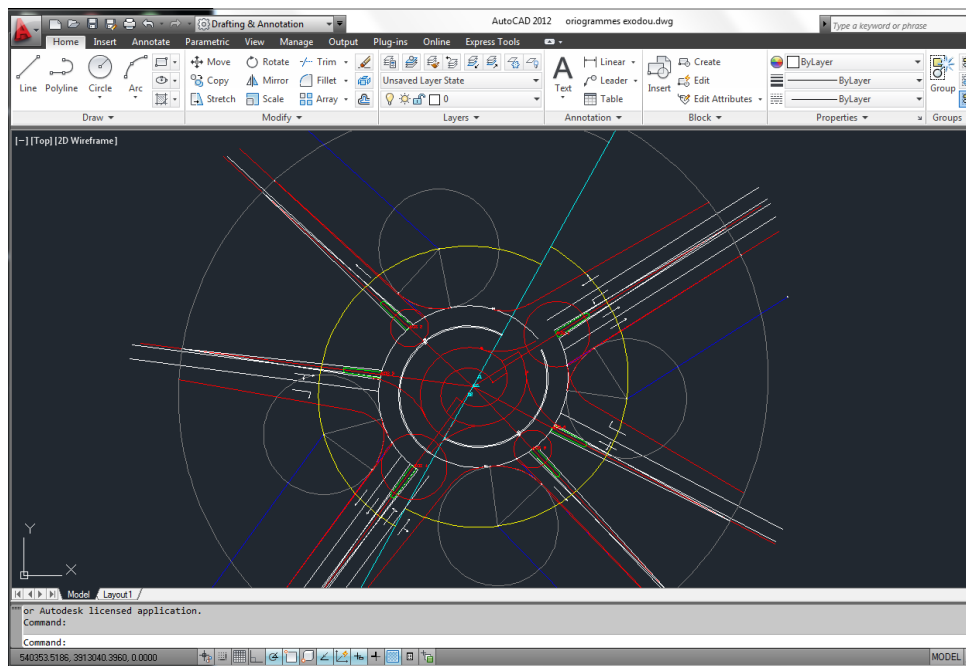 AutoCAD 2012 oriogrammes exodou.dwg
Drafting & Annotation
Type a keyword or phrase
Home Insert Annotate Parametric View Manage Output Plug-ins Online Express Tools
Line Polyline Circle Arc
Move Rotate Trim
Copy Mirror Fillet
Stretch Scale Array
Unsaved Layer State
0
Text
Linear
Leader
Table
Insert
Create
Edit
Edit Attributes
ByLayer
ByLayer
ByLayer
Group
Draw Modify Layers Annotation Block Properties Groups
[−] [Top] [2D Wireframe]
Y
X
Model Layout1
or Autodesk licensed application.
Command:
Command:
540353.5186, 3913040.3960, 0.0000
MODEL